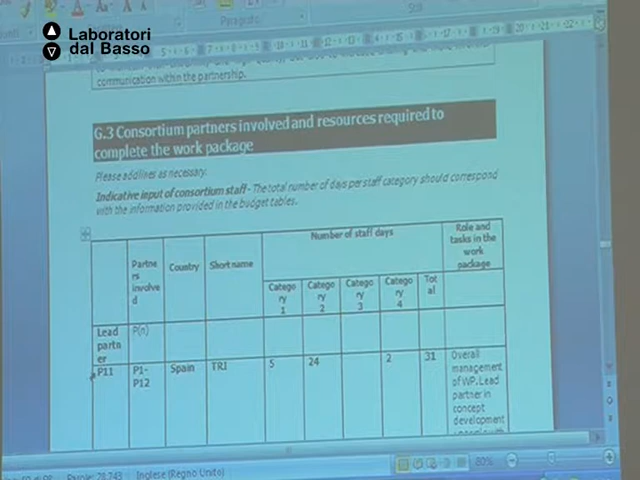 Laboratori
dal Basso
Paragrafo
Stili
communication within the partnership.
G.3 Consortium partners involved and resources required to
complete the work package
Please add lines as necessary.
Indicative input of consortium staff - The total number of days per staff category should correspond
with the information provided in the budget tables.
Partne
rs
involve
d
Country
Short name
Number of staff days
Role and
tasks in the
work
package
Catego
ry
1
Catego
ry
2
Catego
ry
3
Catego
ry
4
Tot
al
Lead
partn
er
P(n)
P11
P1-
P12
Spain
TRI
5
24
2
31
Overall
management
of WP. Lead
partner in
concept
development
Parole: 28.743
Inglese (Regno Unito)
80%